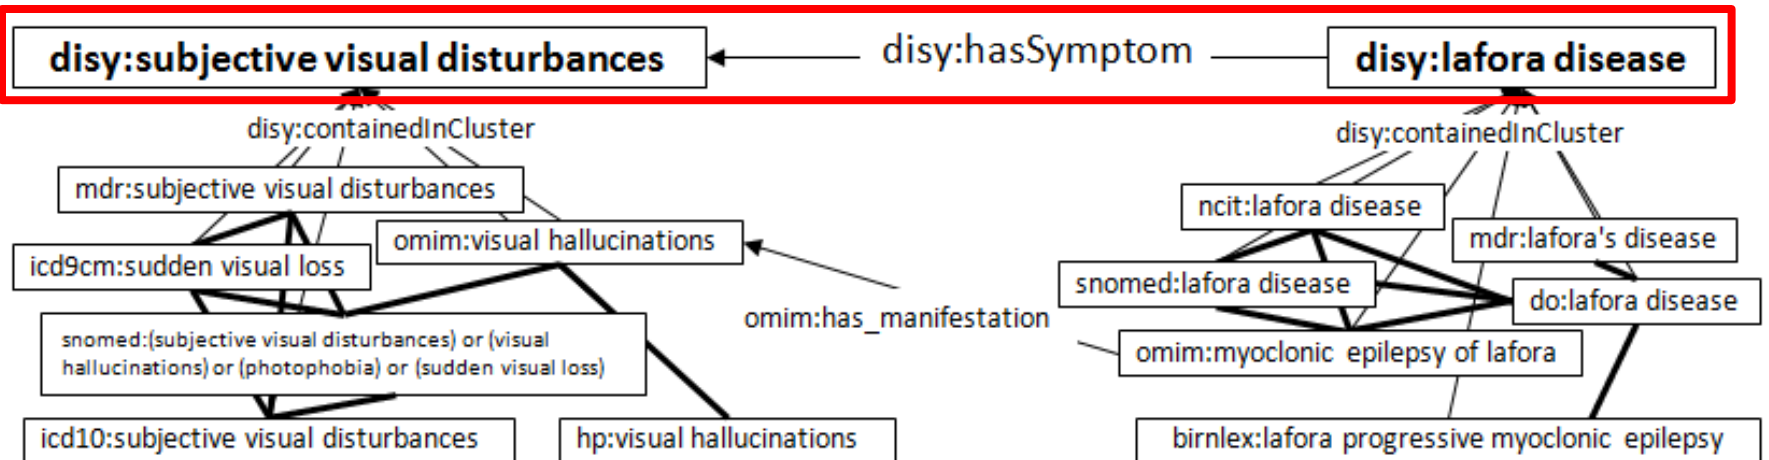 disy:subjective visual disturbances
disy:hasSymptom
disy:lafora disease
disy:containedInCluster
disy:containedInCluster
mdr:subjective visual disturbances
ncit:lafora disease
omim:visual hallucinations
mdr:lafora's disease
icd9cm:sudden visual loss
snomed:lafora disease
do:lafora disease
omim:has_manifestation
snomed:(subjective visual disturbances) or (visual
hallucinations) or (photophobia) or (sudden visual loss)
omim:myoclonic epilepsy of lafora
icd10:subjective visual disturbances
hp:visual hallucinations
birnlex:lafora progressive myoclonic epilepsy